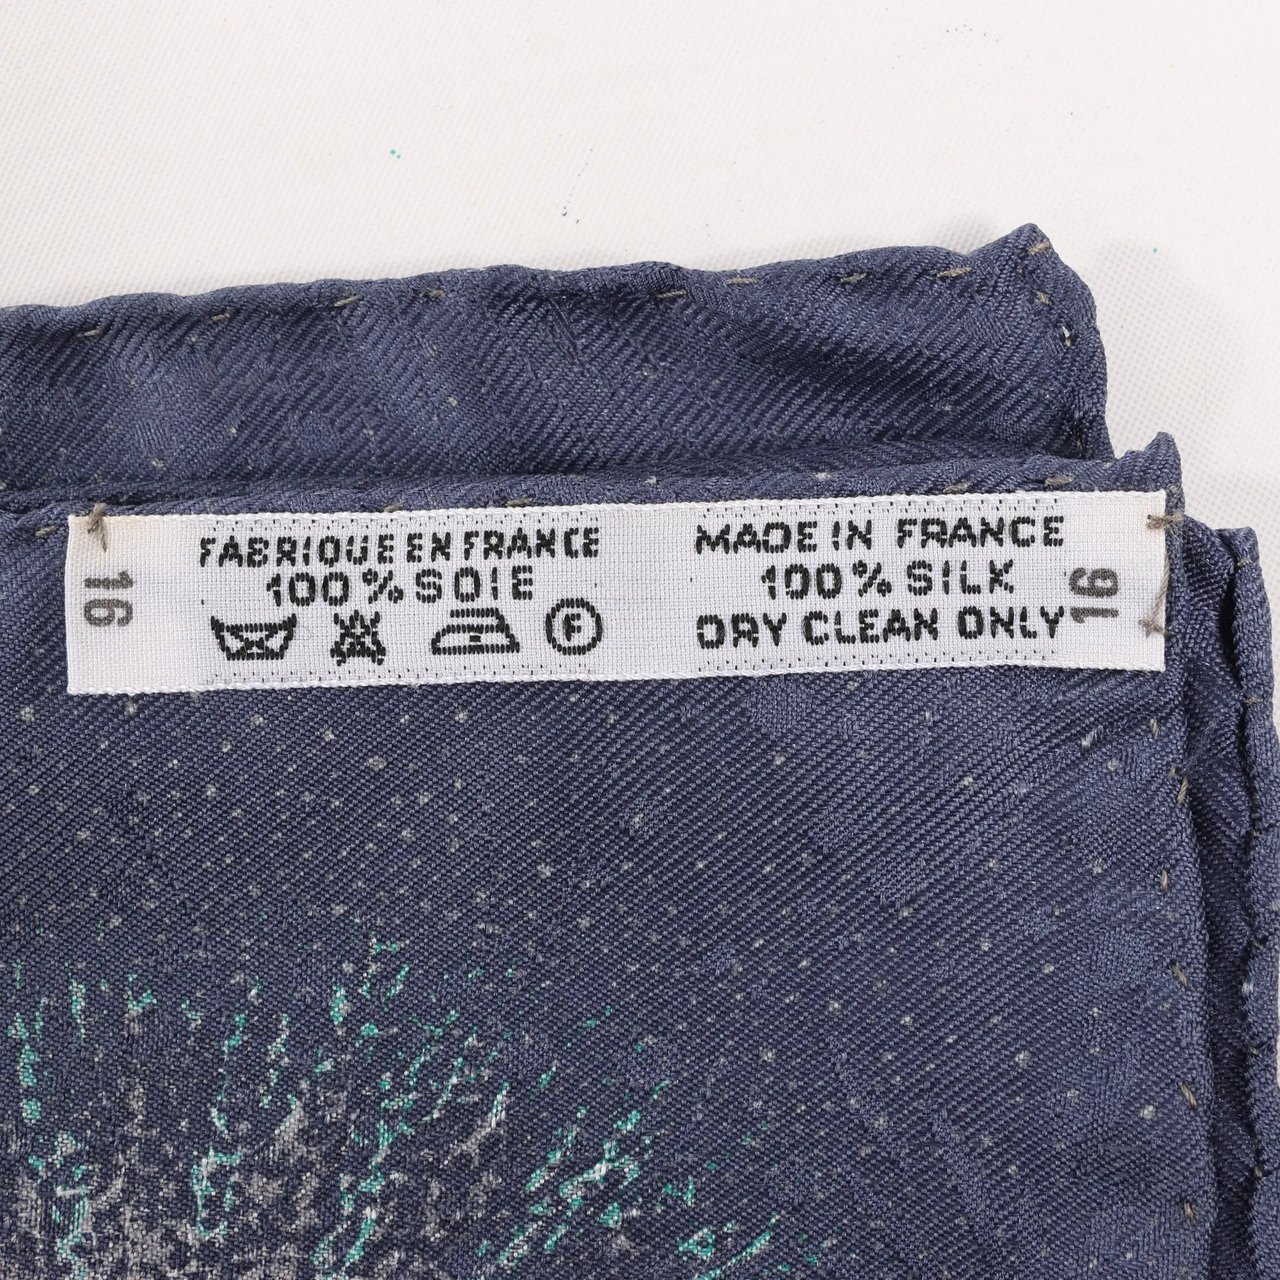 16
FABRIQUE EN FRANCE
100% SOIE
F
MADE IN FRANCE
100% SILK
DRY CLEAN ONLY
16